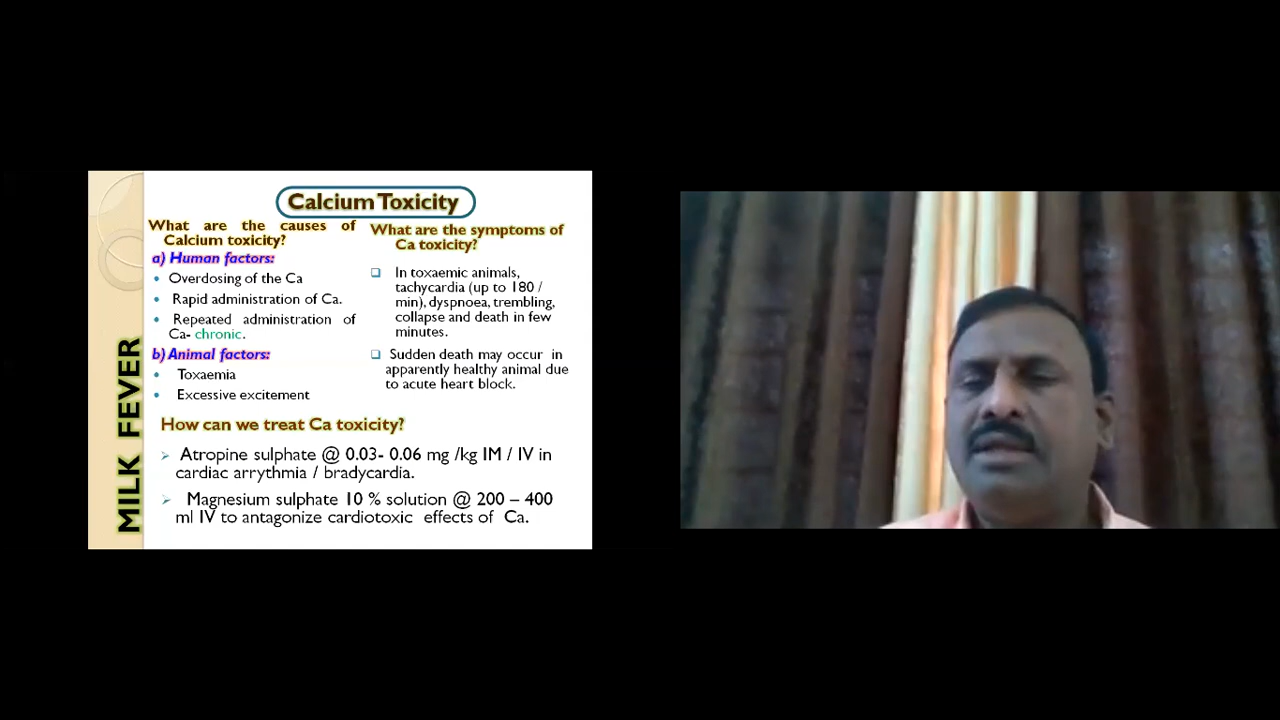 Calcium Toxicity
What are the causes of
Calcium toxicity?
a) Human factors:
• Overdosing of the Ca
• Rapid administration of Ca.
• Repeated administration of
Ca- chronic.
b) Animal factors:
• Toxaemia
• Excessive excitement
What are the symptoms of
Ca toxicity?
In toxaemic animals,
tachycardia (up to 180 /
min), dyspnoea, trembling,
collapse and death in few
minutes.
Sudden death may occur in
apparently healthy animal due
to acute heart block.
How can we treat Ca toxicity?
Atropine sulphate @ 0.03- 0.06 mg /kg IM / IV in
cardiac arrythmia / bradycardia.
Magnesium sulphate 10 % solution @ 200 – 400
ml IV to antagonize cardiotoxic effects of Ca.
MILK FEVER